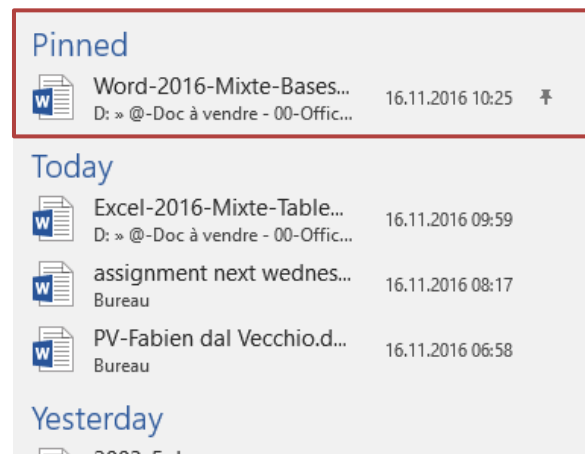 Pinned
Word-2016-Mixte-Bases...
D: » @-Doc à vendre - 00-Offic...
16.11.2016 10:25
Today
Excel-2016-Mixte-Table...
D: » @-Doc à vendre - 00-Offic...
16.11.2016 09:59
assignment next wednes...
Bureau
16.11.2016 08:17
PV-Fabien dal Vecchio.d...
Bureau
16.11.2016 06:58
Yesterday